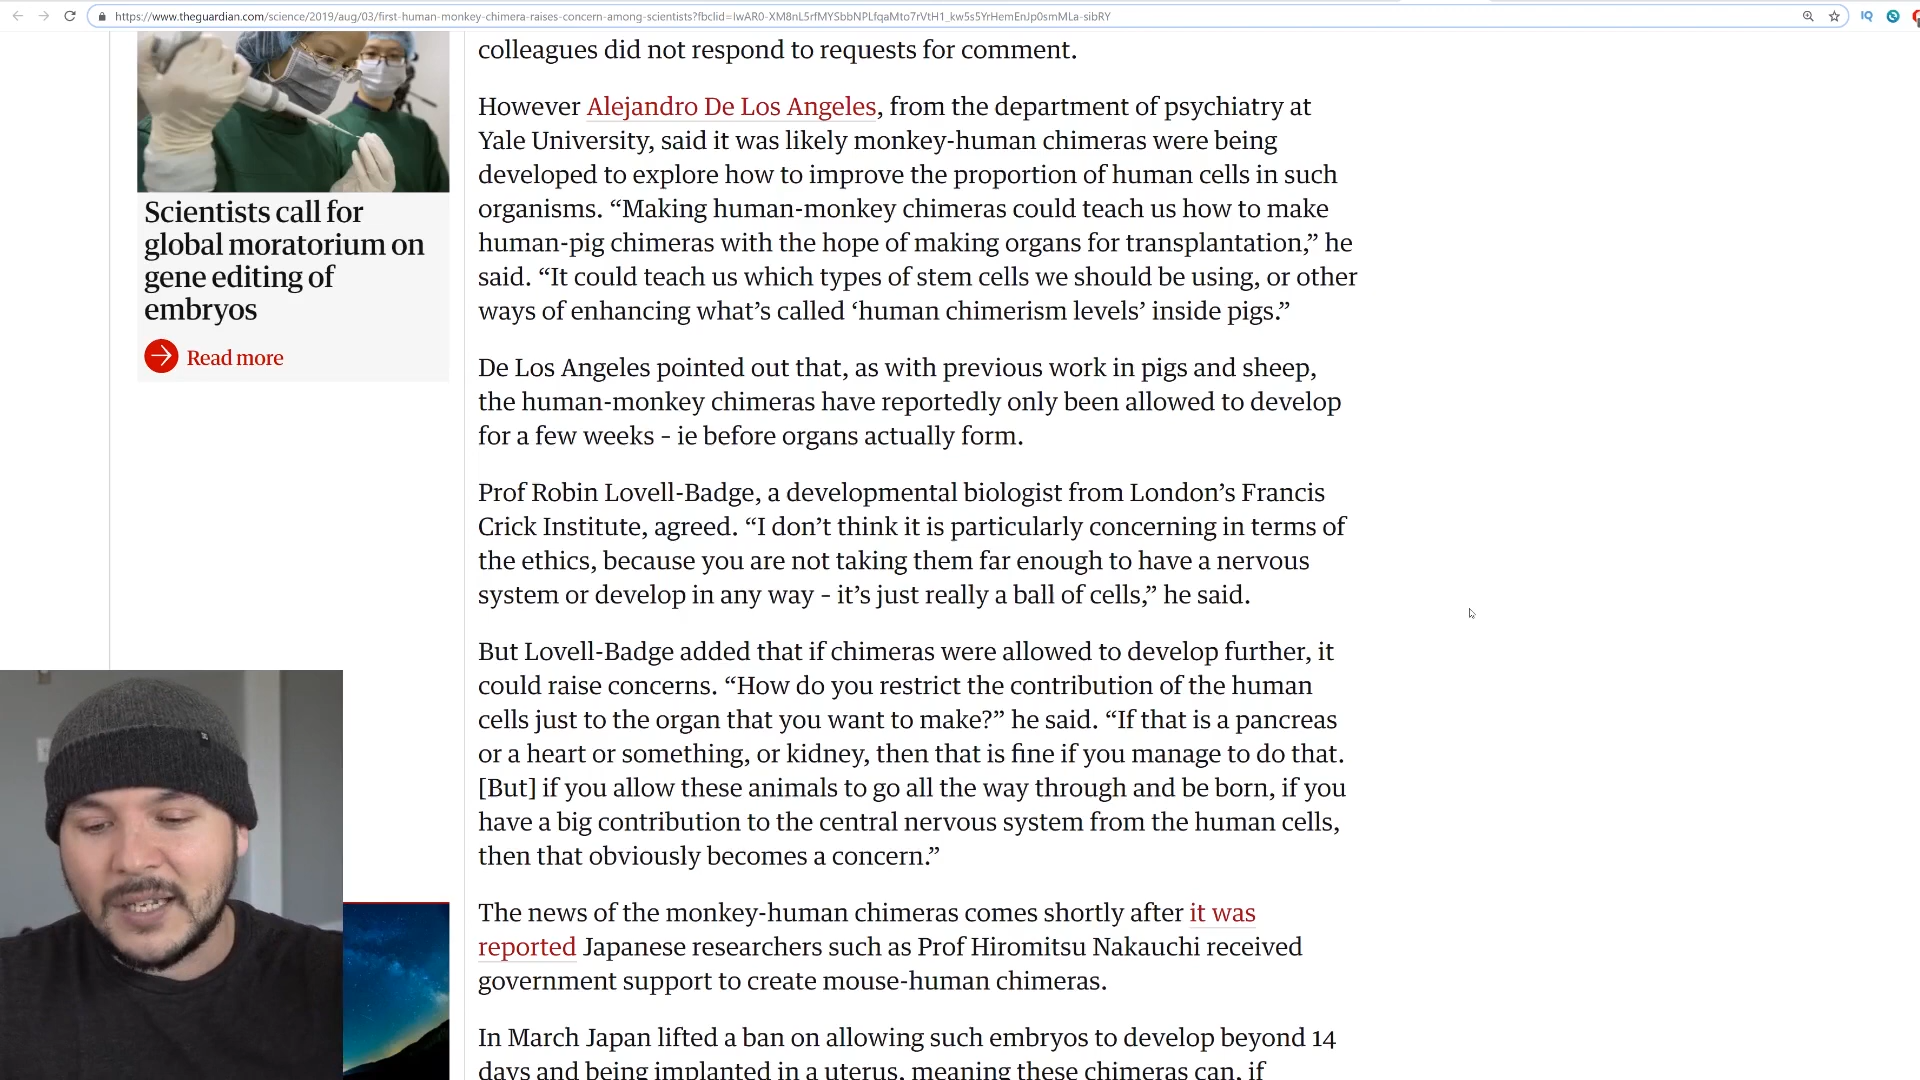 https://www.theguardian.com/science/2019/aug/03/first-human-monkey-chimera-raises-concern-among-scientists?fbclid=IwAR0-XM8nL5rfMYSbbNPLfqaMto7rVtH1_kw5s5YrHemEnJp0smMLa-sibRY
IQ
colleagues did not respond to requests for comment.
However Alejandro De Los Angeles, from the department of psychiatry at
Yale University, said it was likely monkey-human chimeras were being
developed to explore how to improve the proportion of human cells in such
organisms. “Making human-monkey chimeras could teach us how to make
human-pig chimeras with the hope of making organs for transplantation,” he
said. “It could teach us which types of stem cells we should be using, or other
ways of enhancing what’s called ‘human chimerism levels’ inside pigs.”
Scientists call for
global moratorium on
gene editing of
embryos
Read more
De Los Angeles pointed out that, as with previous work in pigs and sheep,
the human-monkey chimeras have reportedly only been allowed to develop
for a few weeks – ie before organs actually form.
Prof Robin Lovell-Badge, a developmental biologist from London’s Francis
Crick Institute, agreed. “I don’t think it is particularly concerning in terms of
the ethics, because you are not taking them far enough to have a nervous
system or develop in any way – it’s just really a ball of cells,” he said.
But Lovell-Badge added that if chimeras were allowed to develop further, it
could raise concerns. “How do you restrict the contribution of the human
cells just to the organ that you want to make?” he said. “If that is a pancreas
or a heart or something, or kidney, then that is fine if you manage to do that.
[But] if you allow these animals to go all the way through and be born, if you
have a big contribution to the central nervous system from the human cells,
then that obviously becomes a concern.”
The news of the monkey-human chimeras comes shortly after it was
reported Japanese researchers such as Prof Hiromitsu Nakauchi received
government support to create mouse-human chimeras.
In March Japan lifted a ban on allowing such embryos to develop beyond 14
days and being implanted in a uterus, meaning these chimeras can, if